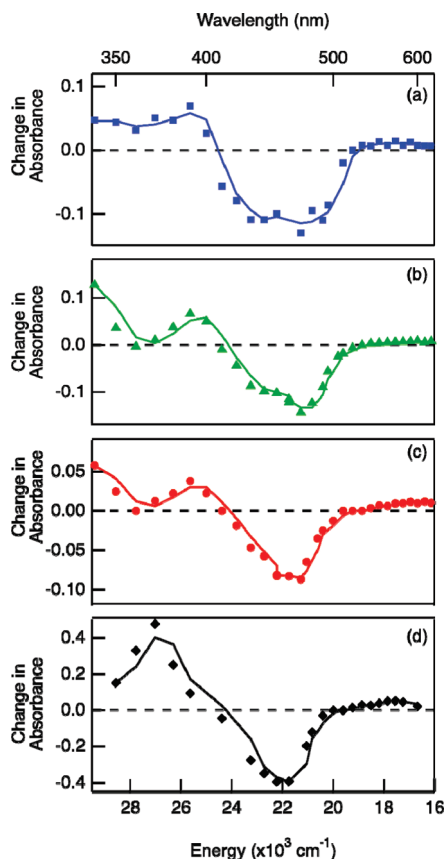 Wavelength (nm)
350 400 500 600
(a)
0.1
0.0
-0.1
Change in
Absorbance
(b)
0.1
0.0
-0.1
Change in
Absorbance
(c)
0.05
0.00
-0.05
-0.10
Change in
Absorbance
(d)
0.4
0.2
0.0
-0.2
-0.4
Change in
Absorbance
28 26 24 22 20 18 16
Energy (x10³ cm⁻¹)